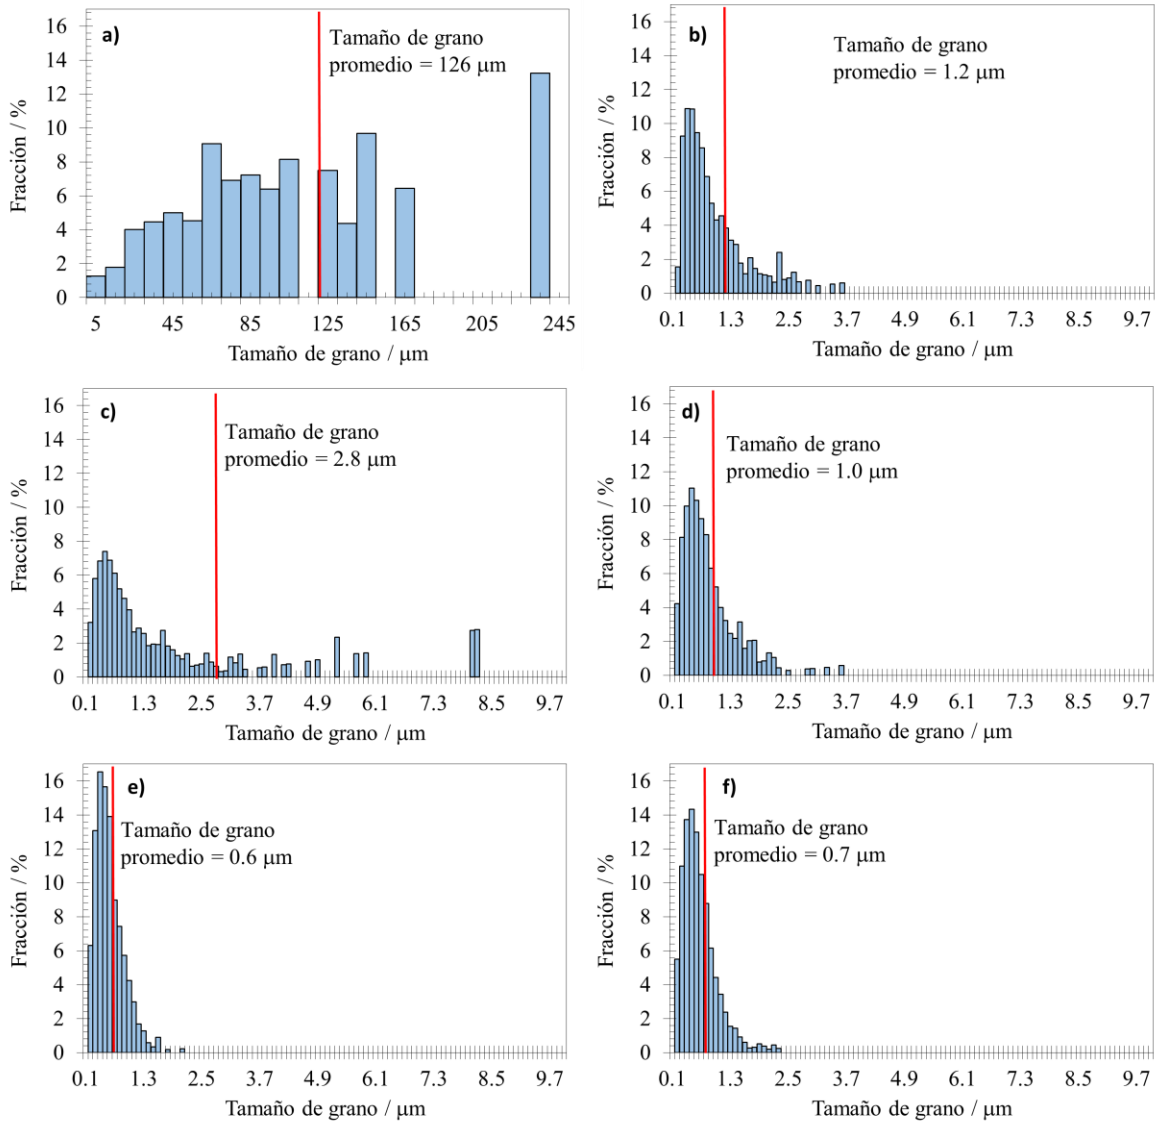 a)
Tamaño de grano
promedio = 126 μm
Fracción / %
16
14
12
10
8
6
4
2
0
5 45 85 125 165 205 245
Tamaño de grano / μm
b)
Tamaño de grano
promedio = 1.2 μm
Fracción / %
16
14
12
10
8
6
4
2
0
0.1 1.3 2.5 3.7 4.9 6.1 7.3 8.5 9.7
Tamaño de grano / μm
c)
Tamaño de grano
promedio = 2.8 μm
Fracción / %
16
14
12
10
8
6
4
2
0
0.1 1.3 2.5 3.7 4.9 6.1 7.3 8.5 9.7
Tamaño de grano / μm
d)
Tamaño de grano
promedio = 1.0 μm
Fracción / %
16
14
12
10
8
6
4
2
0
0.1 1.3 2.5 3.7 4.9 6.1 7.3 8.5 9.7
Tamaño de grano / μm
e)
Tamaño de grano
promedio = 0.6 μm
Fracción / %
16
14
12
10
8
6
4
2
0
0.1 1.3 2.5 3.7 4.9 6.1 7.3 8.5 9.7
Tamaño de grano / μm
f)
Tamaño de grano
promedio = 0.7 μm
Fracción / %
16
14
12
10
8
6
4
2
0
0.1 1.3 2.5 3.7 4.9 6.1 7.3 8.5 9.7
Tamaño de grano / μm